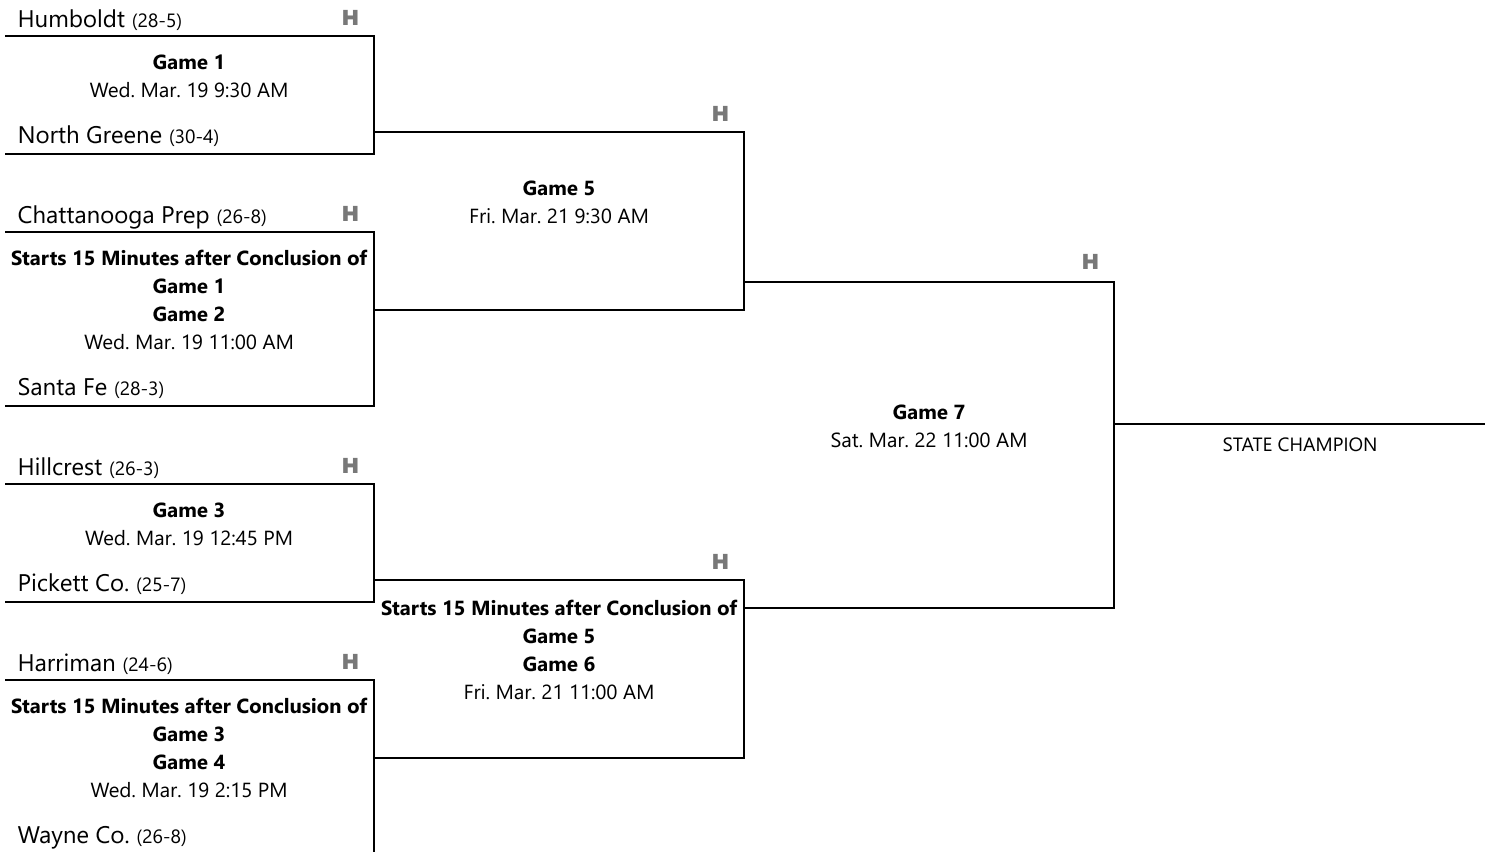 Humboldt (28-5) H
Game 1
Wed. Mar. 19 9:30 AM
North Greene (30-4)
Chattanooga Prep (26-8) H
Starts 15 Minutes after Conclusion of
Game 1
Game 2
Wed. Mar. 19 11:00 AM
Santa Fe (28-3)
Hillcrest (26-3) H
Game 3
Wed. Mar. 19 12:45 PM
Pickett Co. (25-7)
Harriman (24-6) H
Starts 15 Minutes after Conclusion of
Game 3
Game 4
Wed. Mar. 19 2:15 PM
Wayne Co. (26-8)
H
Game 5
Fri. Mar. 21 9:30 AM
H
Starts 15 Minutes after Conclusion of
Game 5
Game 6
Fri. Mar. 21 11:00 AM
H
Game 7
Sat. Mar. 22 11:00 AM
STATE CHAMPION